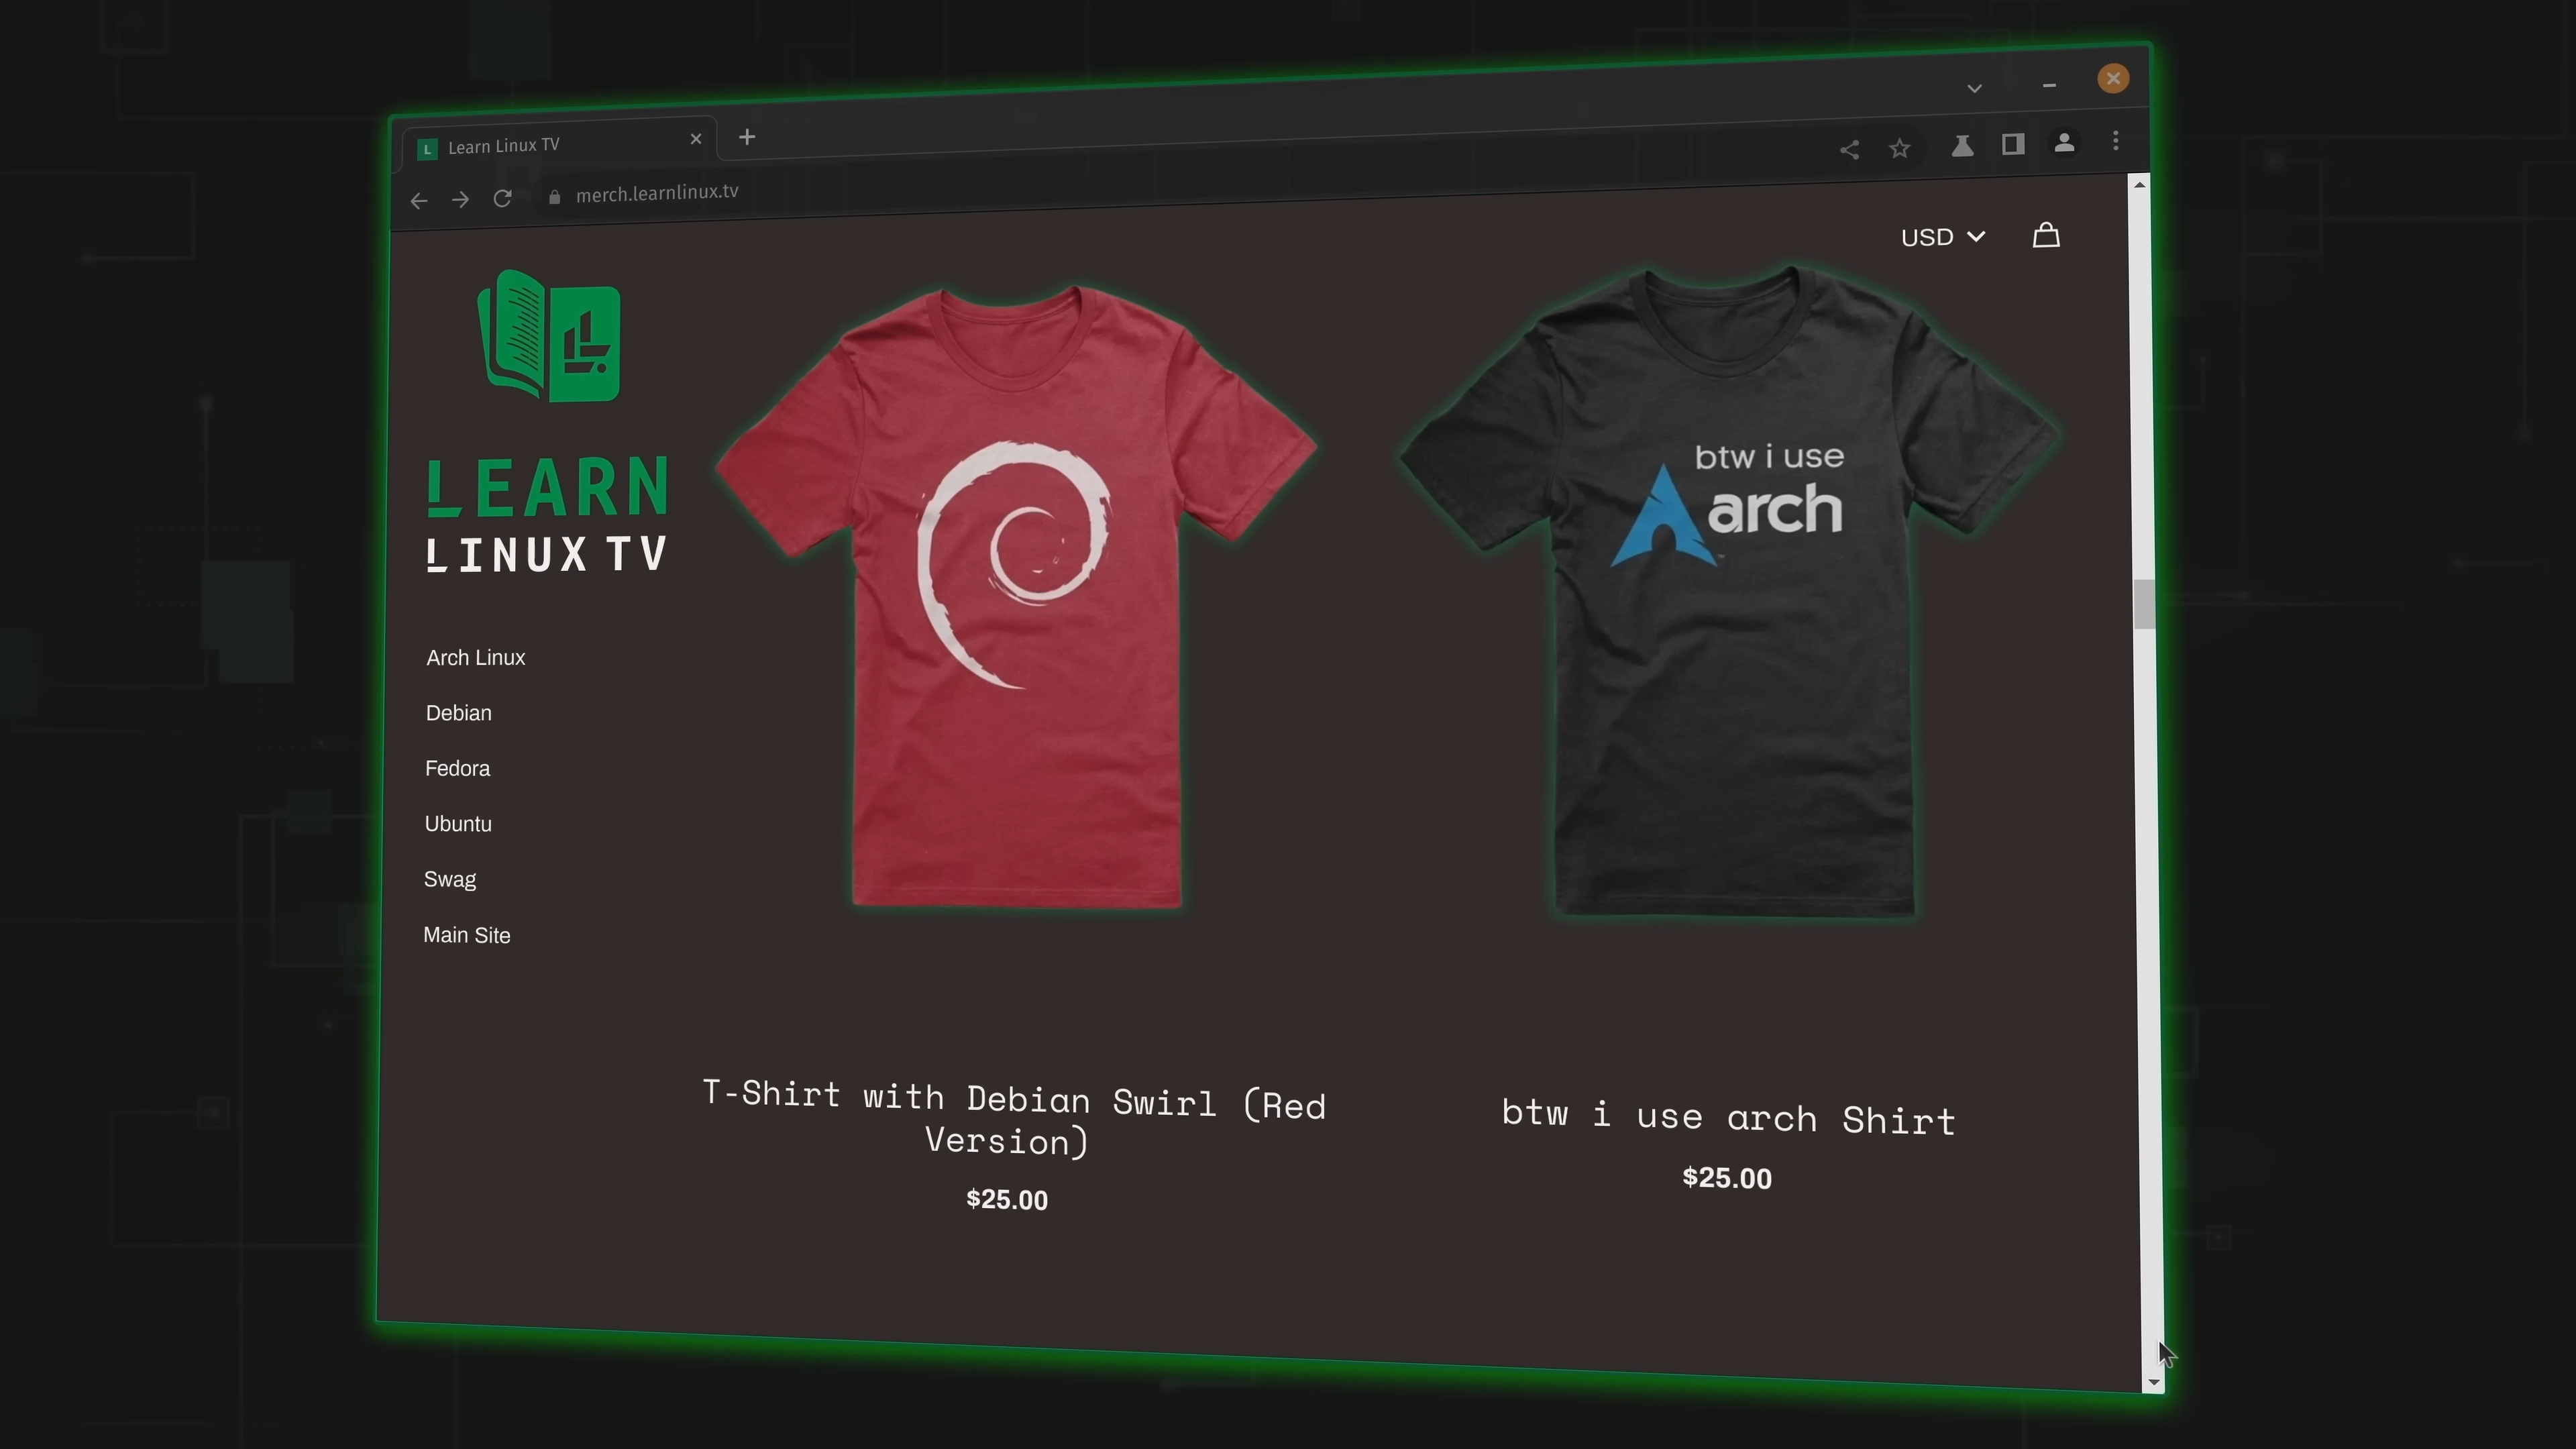 L Learn Linux TV
merch.learnlinux.tv
USD
LEARN
LINUX TV
Arch Linux
Debian
Fedora
Ubuntu
Swag
Main Site
btw i use
arch
T-Shirt with Debian Swirl (Red
Version)
$25.00
btw i use arch Shirt
$25.00